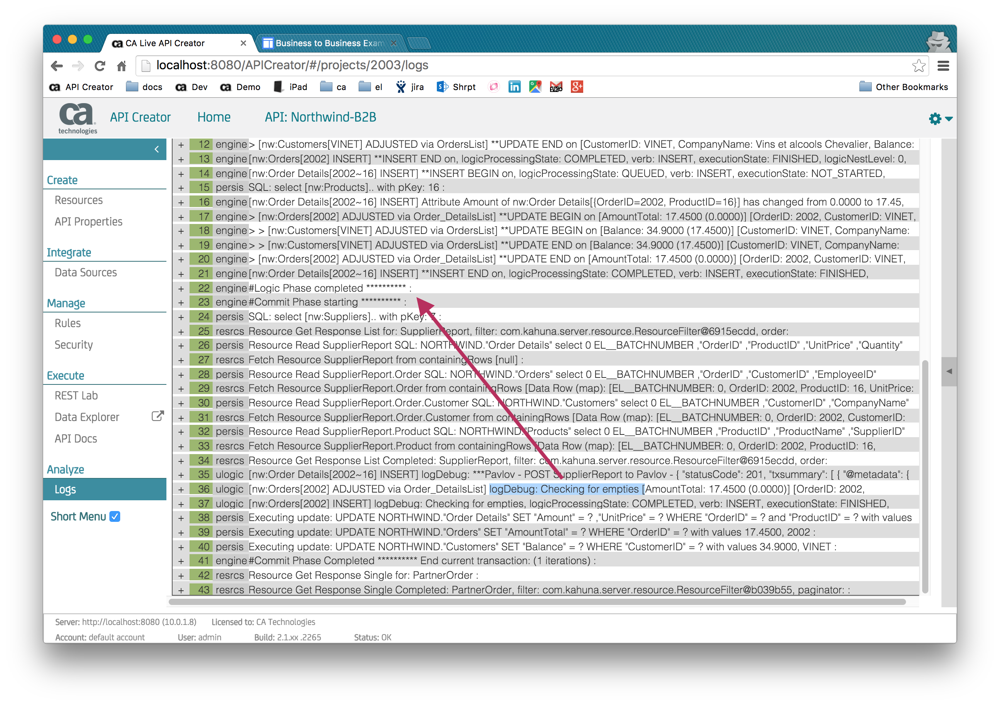 CA Live API Creator
Business to Business Exam
localhost:8080/APICreator/#/projects/2003/logs
API Creator docs Dev Demo iPad ca el jira Shrpt Other Bookmarks
ca technologies API Creator Home API: Northwind-B2B
Create
Resources
API Properties
Integrate
Data Sources
Manage
Rules
Security
Execute
REST Lab
Data Explorer
API Docs
Analyze
Logs
Short Menu
+ 12 engine > [nw:Customers[VINET] ADJUSTED via OrdersList] **UPDATE END on [CustomerID: VINET, CompanyName: Vins et alcools Chevalier, Balance:
+ 13 engine [nw:Orders[2002] INSERT] **INSERT END on, logicProcessingState: COMPLETED, verb: INSERT, executionState: FINISHED, logicNestLevel: 0,
+ 14 engine [nw:Order Details[2002~16] INSERT] **INSERT BEGIN on, logicProcessingState: QUEUED, verb: INSERT, executionState: NOT_STARTED,
+ 15 persis SQL: select [nw:Products].. with pKey: 16 :
+ 16 engine [nw:Order Details[2002~16] INSERT] Attribute Amount of nw:Order Details[{OrderID=2002, ProductID=16}] has changed from 0.0000 to 17.45,
+ 17 engine > [nw:Orders[2002] ADJUSTED via Order_DetailsList] **UPDATE BEGIN on [AmountTotal: 17.4500 (0.0000)] [OrderID: 2002, CustomerID: VINET,
+ 18 engine > > [nw:Customers[VINET] ADJUSTED via OrdersList] **UPDATE BEGIN on [Balance: 34.9000 (17.4500)] [CustomerID: VINET, CompanyName:
+ 19 engine > > [nw:Customers[VINET] ADJUSTED via OrdersList] **UPDATE END on [Balance: 34.9000 (17.4500)] [CustomerID: VINET, CompanyName:
+ 20 engine > [nw:Orders[2002] ADJUSTED via Order_DetailsList] **UPDATE END on [AmountTotal: 17.4500 (0.0000)] [OrderID: 2002, CustomerID: VINET,
+ 21 engine [nw:Order Details[2002~16] INSERT] **INSERT END on, logicProcessingState: COMPLETED, verb: INSERT, executionState: FINISHED,
+ 22 engine #Logic Phase completed ********** :
+ 23 engine #Commit Phase starting ********** :
+ 24 persis SQL: select [nw:Suppliers].. with pKey: 7 :
+ 25 resrcs Resource Get Response List for: SupplierReport, filter: com.kahuna.server.resource.ResourceFilter@6915ecdd, order:
+ 26 persis Resource Read SupplierReport SQL: NORTHWIND."Order Details" select 0 EL__BATCHNUMBER ,"OrderID" ,"ProductID" ,"UnitPrice" ,"Quantity"
+ 27 resrcs Fetch Resource SupplierReport from containingRows [null] :
+ 28 persis Resource Read SupplierReport.Order SQL: NORTHWIND."Orders" select 0 EL__BATCHNUMBER ,"OrderID" ,"CustomerID" ,"EmployeeID"
+ 29 resrcs Fetch Resource SupplierReport.Order from containingRows [Data Row (map): [EL__BATCHNUMBER: 0, OrderID: 2002, ProductID: 16, UnitPrice:
+ 30 persis Resource Read SupplierReport.Order.Customer SQL: NORTHWIND."Customers" select 0 EL__BATCHNUMBER ,"CustomerID" ,"CompanyName"
+ 31 resrcs Fetch Resource SupplierReport.Order.Customer from containingRows [Data Row (map): [EL__BATCHNUMBER: 0, OrderID: 2002, CustomerID:
+ 32 persis Resource Read SupplierReport.Product SQL: NORTHWIND."Products" select 0 EL__BATCHNUMBER ,"ProductID" ,"ProductName" ,"SupplierID"
+ 33 resrcs Fetch Resource SupplierReport.Product from containingRows [Data Row (map): [EL__BATCHNUMBER: 0, OrderID: 2002, ProductID: 16,
+ 34 resrcs Resource Get Response List Completed: SupplierReport, filter: com.kahuna.server.resource.ResourceFilter@6915ecdd, order:
+ 35 ulogic [nw:Order Details[2002~16] INSERT] logDebug: ***Pavlov - POST SupplierReport to Pavlov - { "statusCode": 201, "txsummary": [ { "@metadata": {
+ 36 ulogic [nw:Orders[2002] ADJUSTED via Order_DetailsList] logDebug: Checking for empties [AmountTotal: 17.4500 (0.0000)] [OrderID: 2002,
+ 37 ulogic [nw:Orders[2002] INSERT] logDebug: Checking for empties, logicProcessingState: COMPLETED, verb: INSERT, executionState: FINISHED,
+ 38 persis Executing update: UPDATE NORTHWIND."Order Details" SET "Amount" = ? ,"UnitPrice" = ? WHERE "OrderID" = ? and "ProductID" = ? with values
+ 39 persis Executing update: UPDATE NORTHWIND."Orders" SET "AmountTotal" = ? WHERE "OrderID" = ? with values 17.4500, 2002 :
+ 40 persis Executing update: UPDATE NORTHWIND."Customers" SET "Balance" = ? WHERE "CustomerID" = ? with values 34.9000, VINET :
+ 41 engine #Commit Phase Completed ********** End current transaction: (1 iterations) :
+ 42 resrcs Resource Get Response Single for: PartnerOrder :
+ 43 resrcs Resource Get Response Single Completed: PartnerOrder, filter: com.kahuna.server.resource.ResourceFilter@b039b55, paginator: :
Server: http://localhost:8080 (10.0.1.8) Licensed to: CA Technologies
Account: default account User: admin Build: 2.1.xx .2265 Status: OK